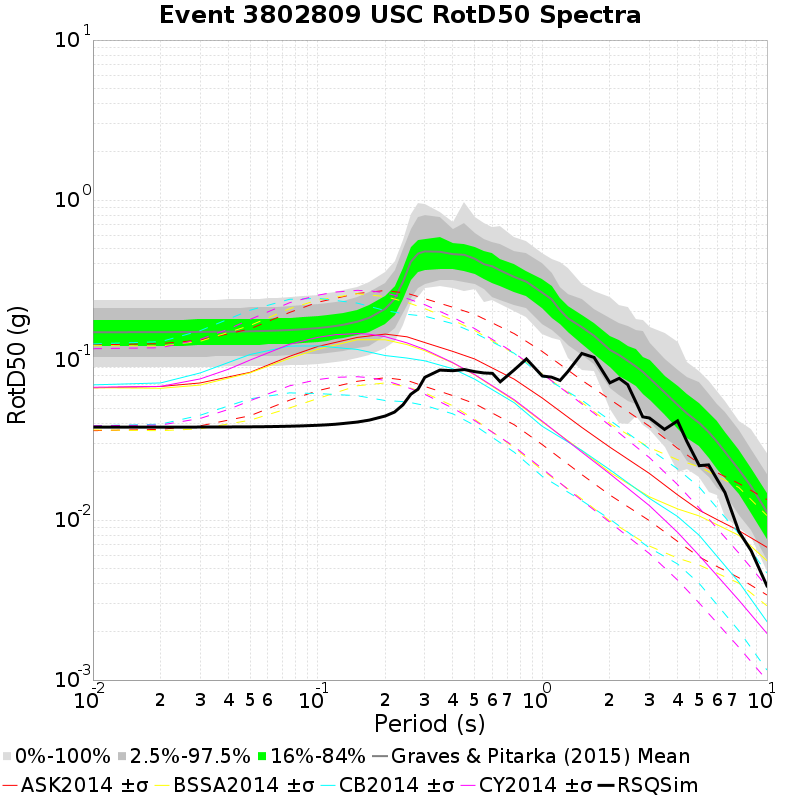 Event 3802809 USC RotD50 Spectra
10^1
10^0
10^-1
10^-2
10^-3
RotD50 (g)
10^-2 2 3 4 5 6 10^-1 2 3 4 5 6 7 10^0 2 3 4 5 6 7 10^1
Period (s)
0%-100% 2.5%-97.5% 16%-84% Graves & Pitarka (2015) Mean
ASK2014 ±σ BSSA2014 ±σ CB2014 ±σ CY2014 ±σ RSQSim